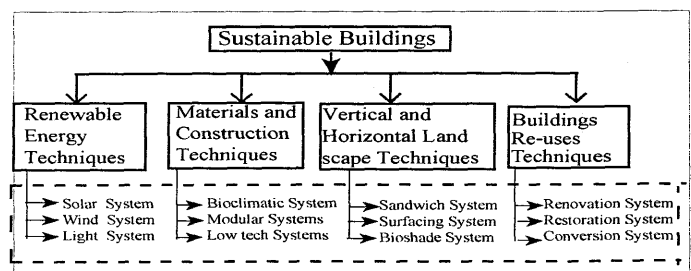 Sustainable Buildings
Renewable
Energy
Techniques
Materials and
Construction
Techniques
Vertical and
Horizontal Land
scape Techniques
Buildings
Re-uses
Techniques
Solar System
Wind System
Light System
Bioclimatic System
Modular Systems
Low tech Systems
Sandwich System
Surfacing System
Bioshade System
Renovation System
Restoration System
Conversion System